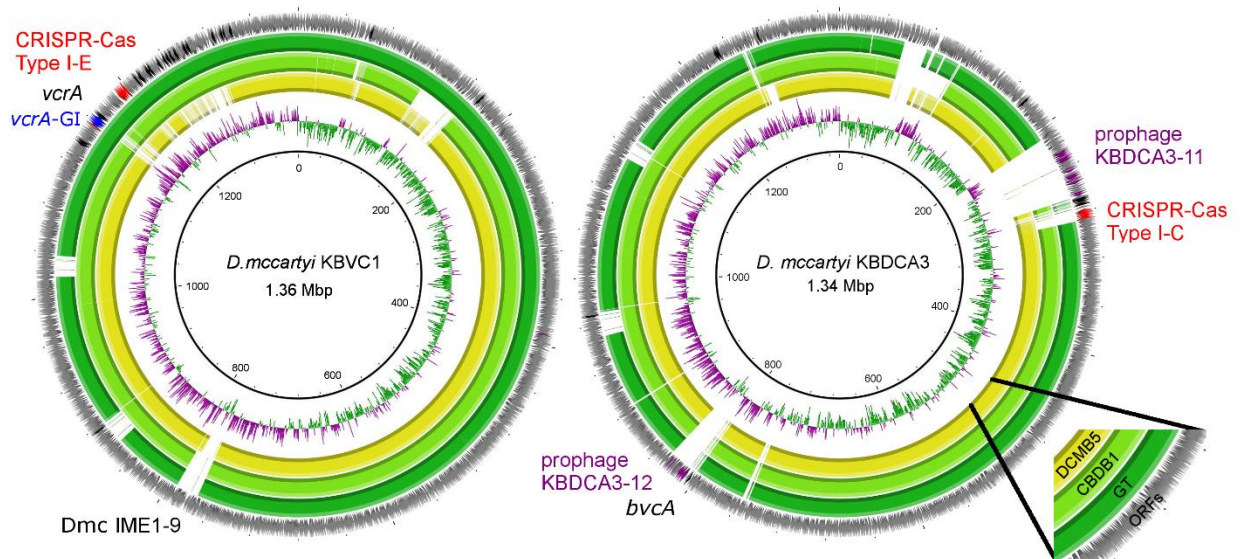 CRISPR-Cas
Type I-E
vcrA
vcrA-GI
0
200
400
600
800
1000
1200
D.mccartyi KBVC1
1.36 Mbp
Dmc IME1-9
0
200
400
600
800
1000
1200
D. mccartyi KBDCA3
1.34 Mbp
prophage
KBDCA3-11
CRISPR-Cas
Type I-C
prophage
KBDCA3-12
bvcA
DCMB5
CBDB1
GT
ORFs